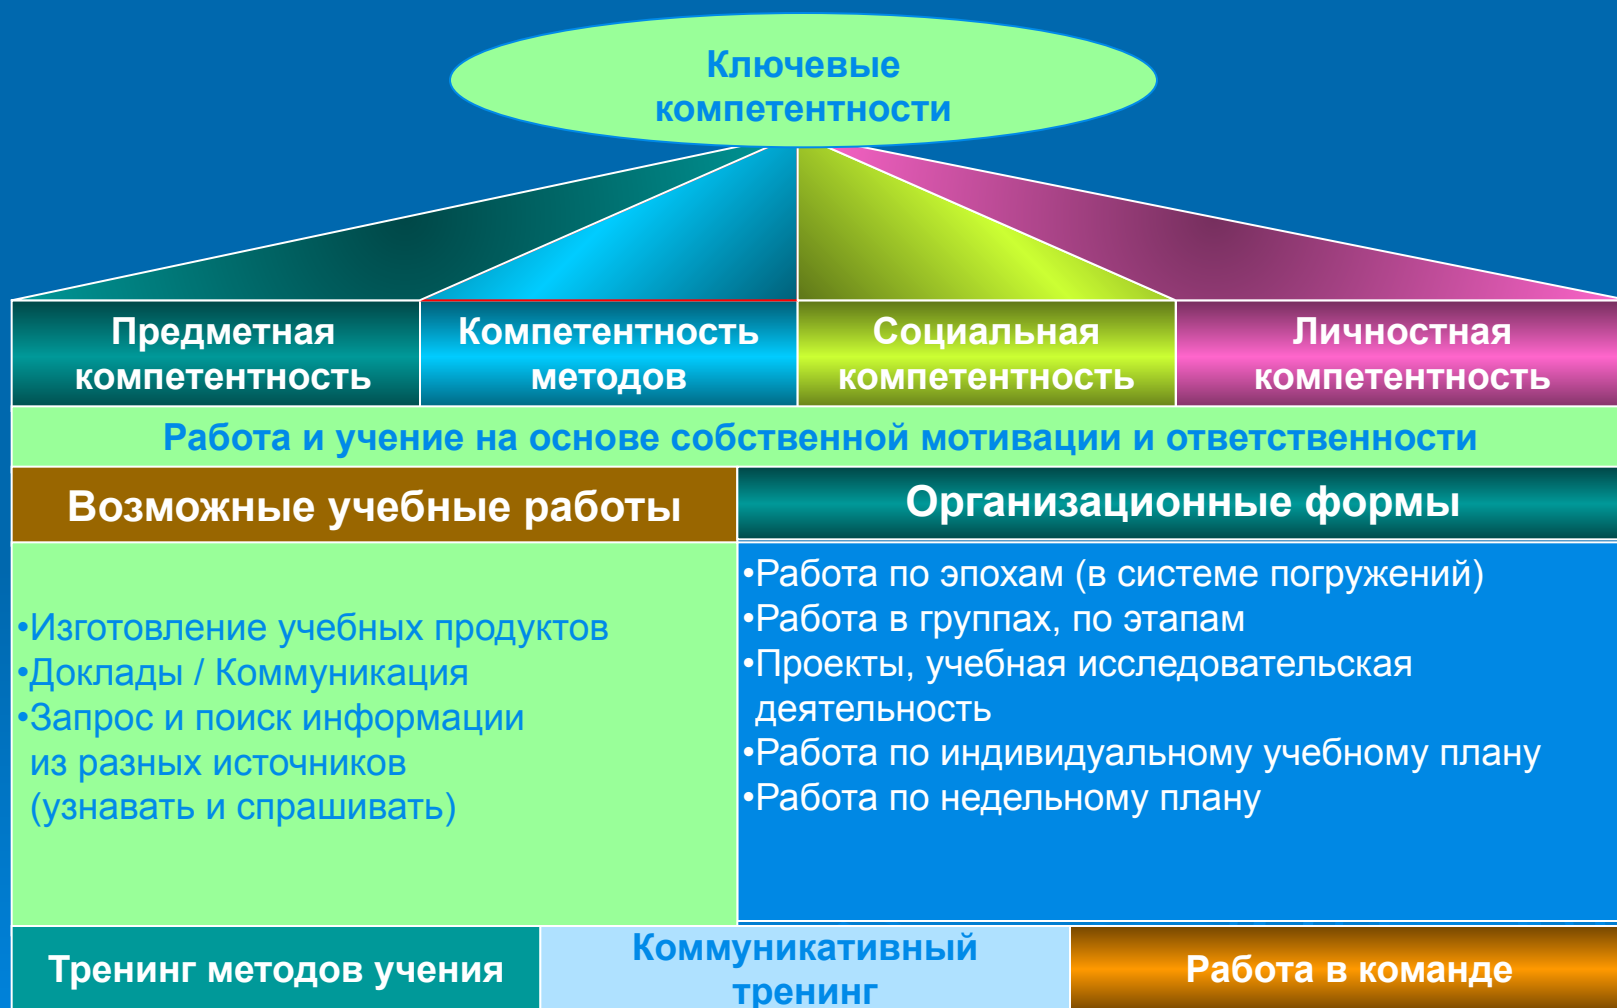 Ключевые
компетентности
Предметная
компетентность
Компетентность
методов
Социальная
компетентность
Личностная
компетентность
Работа и учение на основе собственной мотивации и ответственности
Возможные учебные работы
•Изготовление учебных продуктов
•Доклады / Коммуникация
•Запрос и поиск информации
из разных источников
(узнавать и спрашивать)
Организационные формы
•Работа по эпохам (в системе погружений)
•Работа в группах, по этапам
•Проекты, учебная исследовательская
деятельность
•Работа по индивидуальному учебному плану
•Работа по недельному плану
Тренинг методов учения
Коммуникативный
тренинг
Работа в команде